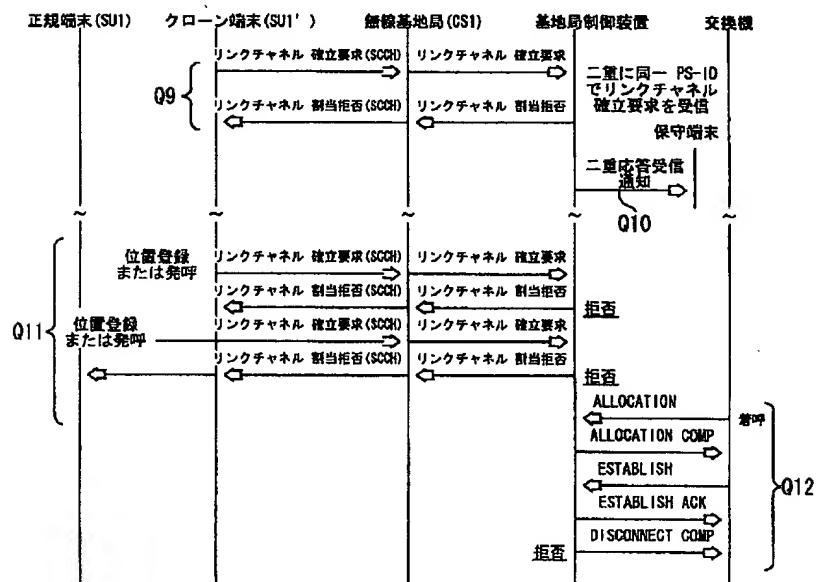 正規端末(SU1) クローン端末(SU1') 無線基地局(CS1) 基地局制御装置 交換機
リンクチャネル 確立要求(SCCH) リンクチャネル 確立要求
Q9
二重に同一 PS-ID
でリンクチャネル
確立要求を受信
リンクチャネル 割当拒否(SCCH) リンクチャネル 割当拒否
保守端末
二重応答受信
通知
Q10
位置登録
または発呼
リンクチャネル 確立要求(SCCH) リンクチャネル 確立要求
リンクチャネル 割当拒否(SCCH) リンクチャネル 割当拒否
拒否
Q11
位置登録
または発呼
リンクチャネル 確立要求(SCCH) リンクチャネル 確立要求
リンクチャネル 割当拒否(SCCH) リンクチャネル 割当拒否
拒否
ALLOCATION
着呼
ALLOCATION COMP
ESTABLISH
Q12
ESTABLISH ACK
DISCONNECT COMP
拒否